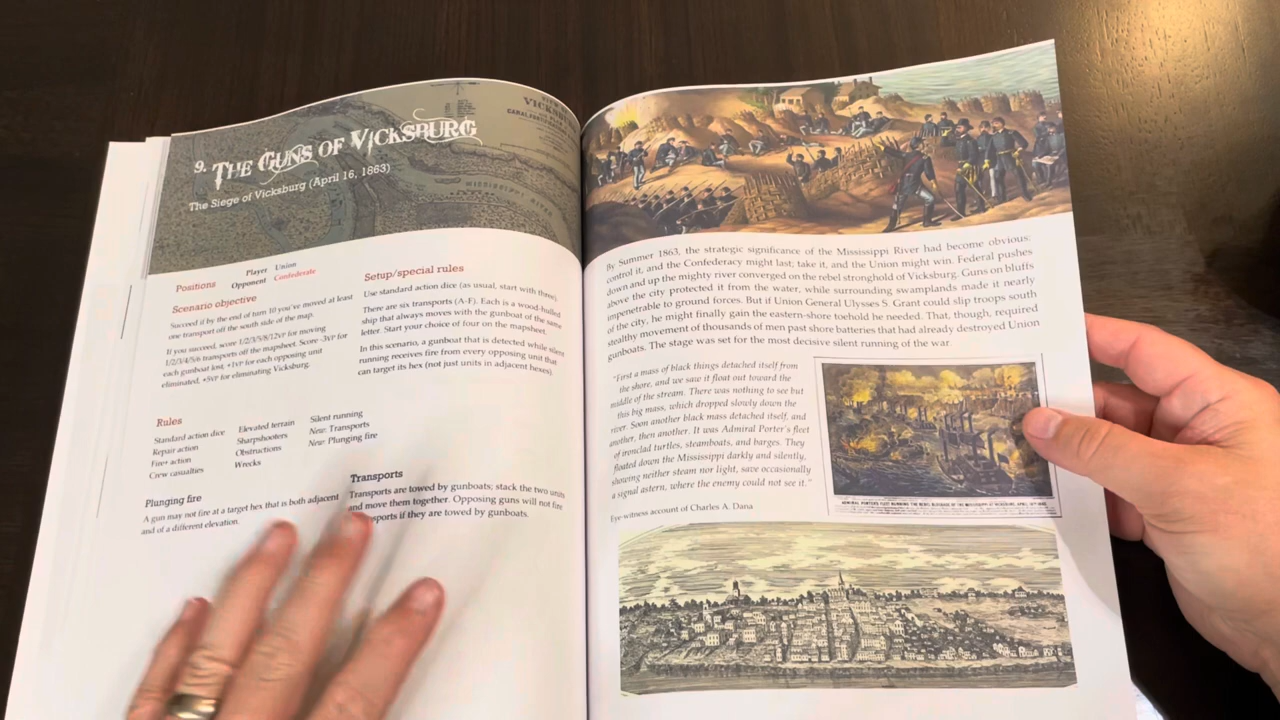 9. THE GUNS OF VICKSBURG
The Siege of Vicksburg (April 16, 1863)
VICKSBURG
MISSISSIPPI RIVER
Positions
Player Union
Opponent Confederate
Scenario objective
Succeed if by the end of turn 10 you've moved at least
one transport off the south side of the map.
If you succeed, score 1/2/3/5/8/12VP for moving
1/2/3/4/5/6 transports off the mapsheet. Score -3VP for
each gunboat lost, +1VP for each opposing unit
eliminated, +5VP for eliminating Vicksburg.
Setup/special rules
Use standard action dice (as usual, start with three).
There are six transports (A-F). Each is a wood-hulled
ship that always moves with the gunboat of the same
letter. Start your choice of four on the mapsheet.
In this scenario, a gunboat that is detected while silent
running receives fire from every opposing unit that
can target its hex (not just units in adjacent hexes).
Rules
Standard action dice
Repair action
Fire+ action
Crew casualties
Elevated terrain
Sharpshooters
Obstructions
Wrecks
Silent running
New: Transports
New: Plunging fire
Plunging fire
A gun may not fire at a target hex that is both adjacent
and of a different elevation.
Transports
Transports are towed by gunboats; stack the two units
and move them together. Opposing guns will not fire
sports if they are towed by gunboats.
By Summer 1863, the strategic significance of the Mississippi River had become obvious:
control it, and the Confederacy might last; take it, and the Union might win. Federal pushes
down and up the mighty river converged on the rebel stronghold of Vicksburg. Guns on bluffs
above the city protected it from the water, while surrounding swamplands made it nearly
impenetrable to ground forces. But if Union General Ulysses S. Grant could slip troops south
of the city, he might finally gain the eastern-shore toehold he needed. That, though, required
stealthy movement of thousands of men past shore batteries that had already destroyed Union
gunboats. The stage was set for the most decisive silent running of the war.
"First a mass of black things detached itself from
the shore, and we saw it float out toward the
middle of the stream. There was nothing to see but
this big mass, which dropped slowly down the
river. Soon another black mass detached itself, and
another, then another. It was Admiral Porter's fleet
of ironclad turtles, steamboats, and barges. They
floated down the Mississippi darkly and silently,
showing neither steam nor light, save occasionally
a signal astern, where the enemy could not see it."
Eye-witness account of Charles A. Dana
ADMIRAL PORTER'S FLEET RUNNING THE REBEL BLOCKADE OF THE MISSISSIPPI AT VICKSBURG, APRIL 16TH 1863.